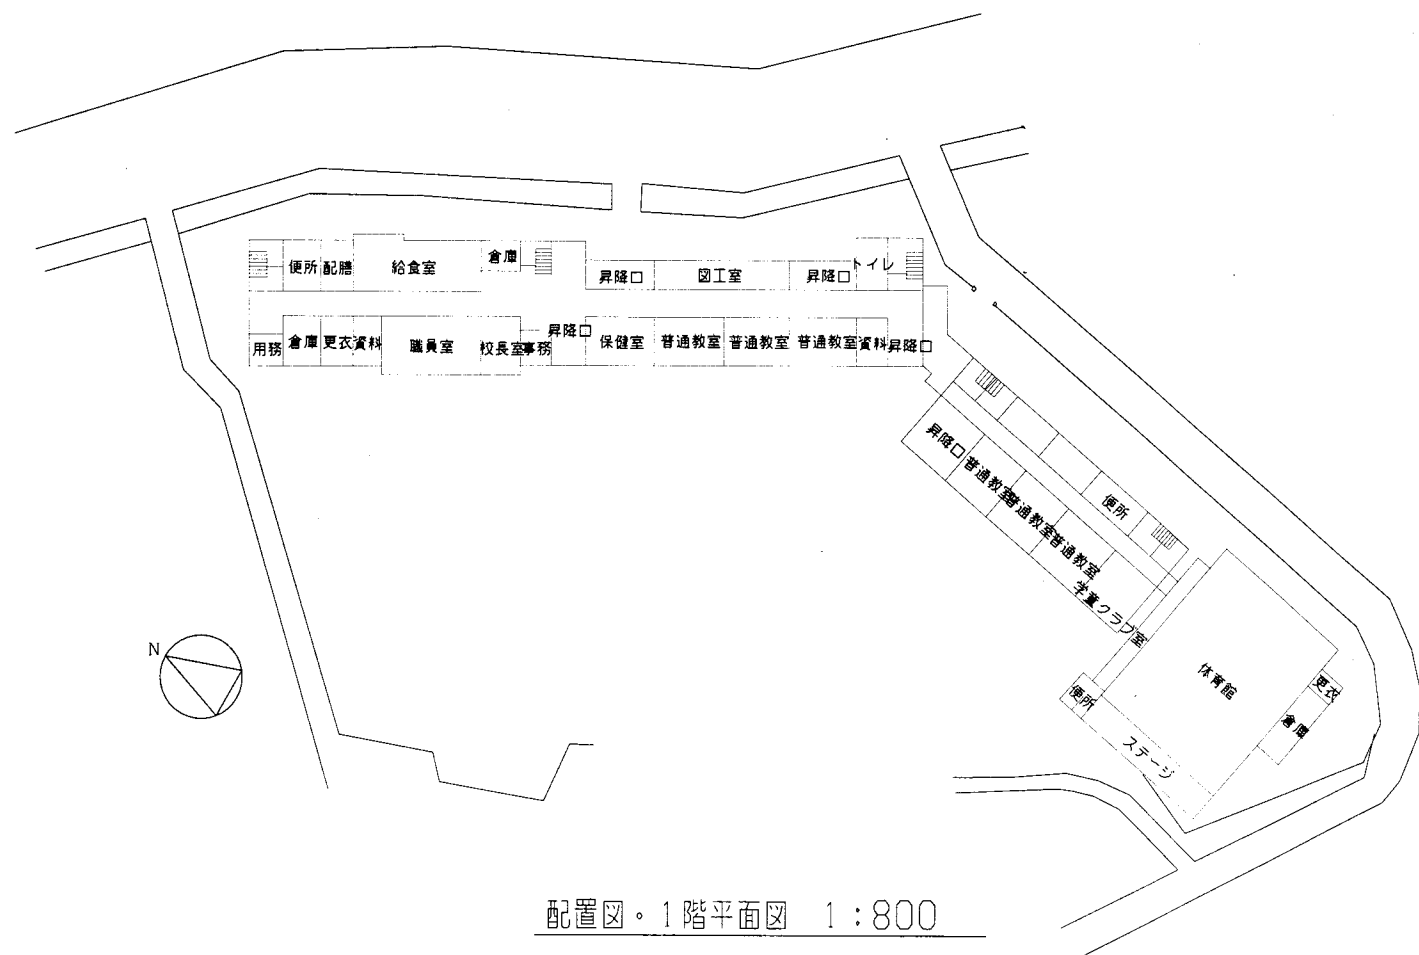 便所 配膳 給食室 倉庫 昇降口 図工室 昇降口 トイレ
用務 倉庫 更衣 資料 職員室 校長室 事務 昇降口 保健室 普通教室 普通教室 普通教室 資料 昇降口
昇降口
普通教室
普通教室
普通教室
学童クラブ室
便所
体育館
便所
ステージ
更衣
倉庫
N
配置図・1階平面図 1:800